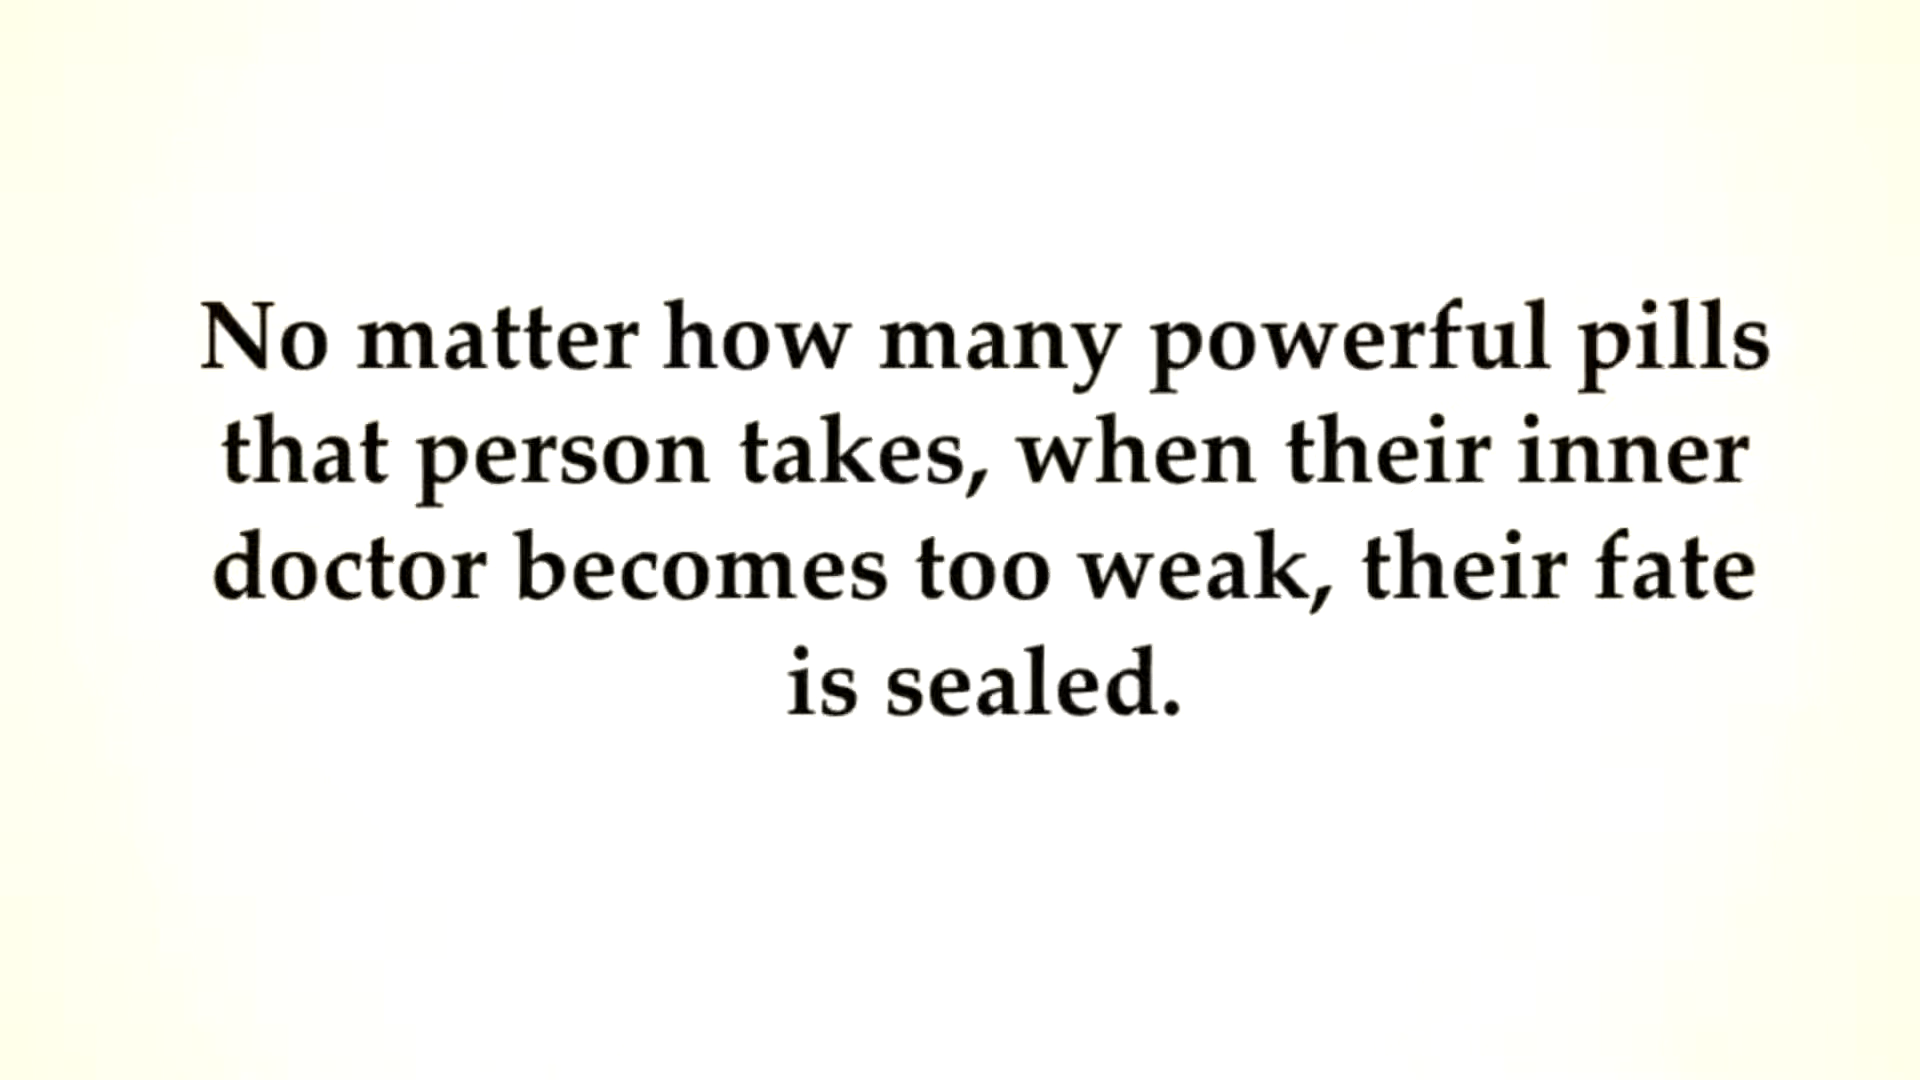 No matter how many powerful pills
that person takes, when their inner
doctor becomes too weak, their fate
is sealed.